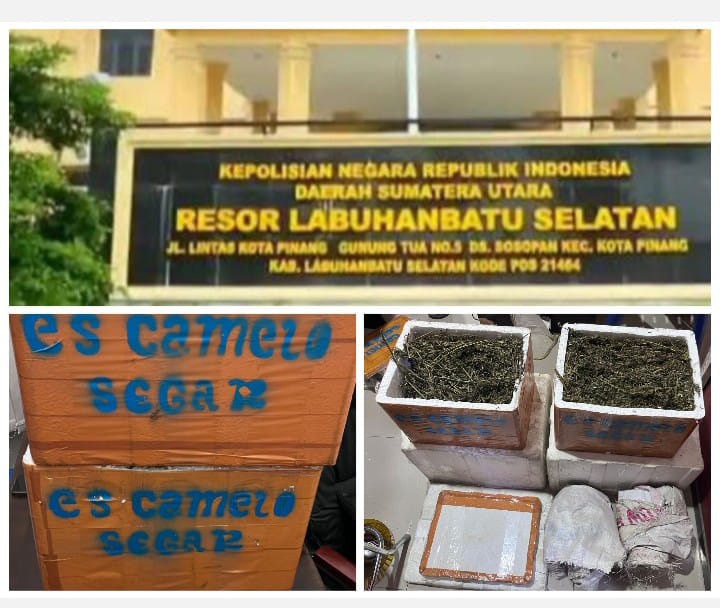 KEPOLISIAN NEGARA REPUBLIK INDONESIA
DAERAH SUMATERA UTARA
RESOR LABUHANBATU SELATAN
JL. LINTAS KOTA PINANG GUNUNG TUA NO.5 DS. SOSOPAN KEC. KOTA PINANG
KAB. LABUHANBATU SELATAN KODE POS 21464
es camelo
SEGAR
es camelo
SEGAR